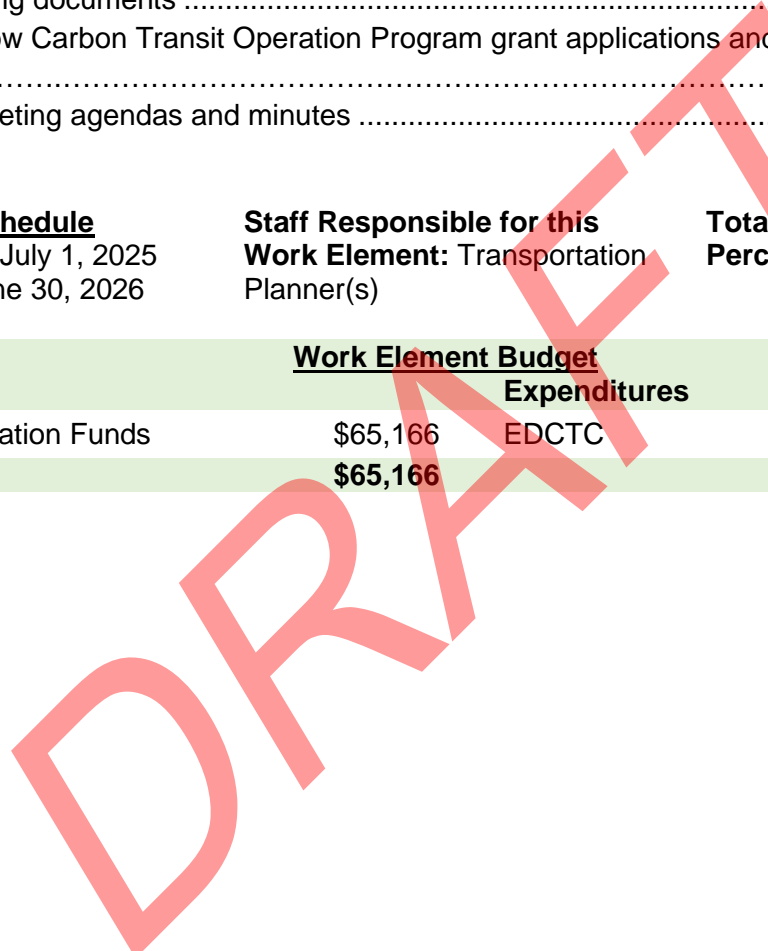 ng documents ........................................................................
ow Carbon Transit Operation Program grant applications and
………………………………………………………………………………
eting agendas and minutes ....................................................
hedule Staff Responsible for this Tota
July 1, 2025 Work Element: Transportation Perc
ne 30, 2026 Planner(s)
Work Element Budget
Expenditures
ation Funds $65,166 EDCTC
$65,166
DRAFT